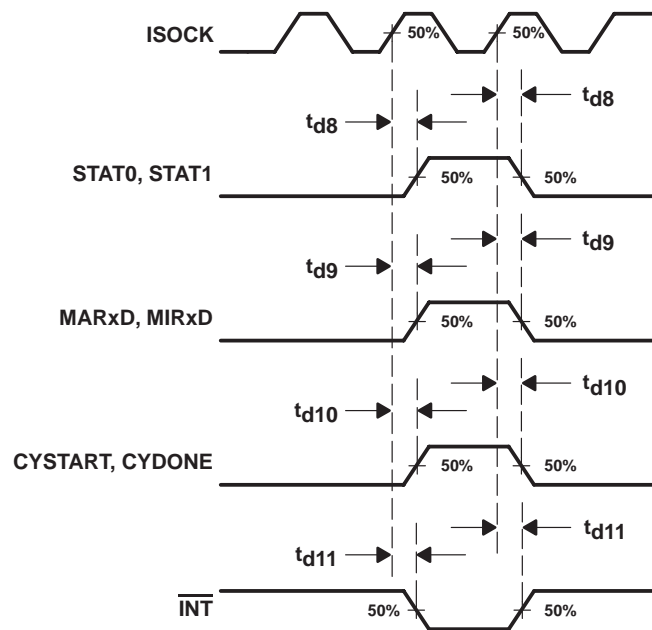 ISOCK
50%
50%
td8
td8
STAT0, STAT1
50%
50%
td9
td9
MARxD, MIRxD
50%
50%
td10
td10
CYSTART, CYDONE
50%
50%
td11
td11
INT
50%
50%